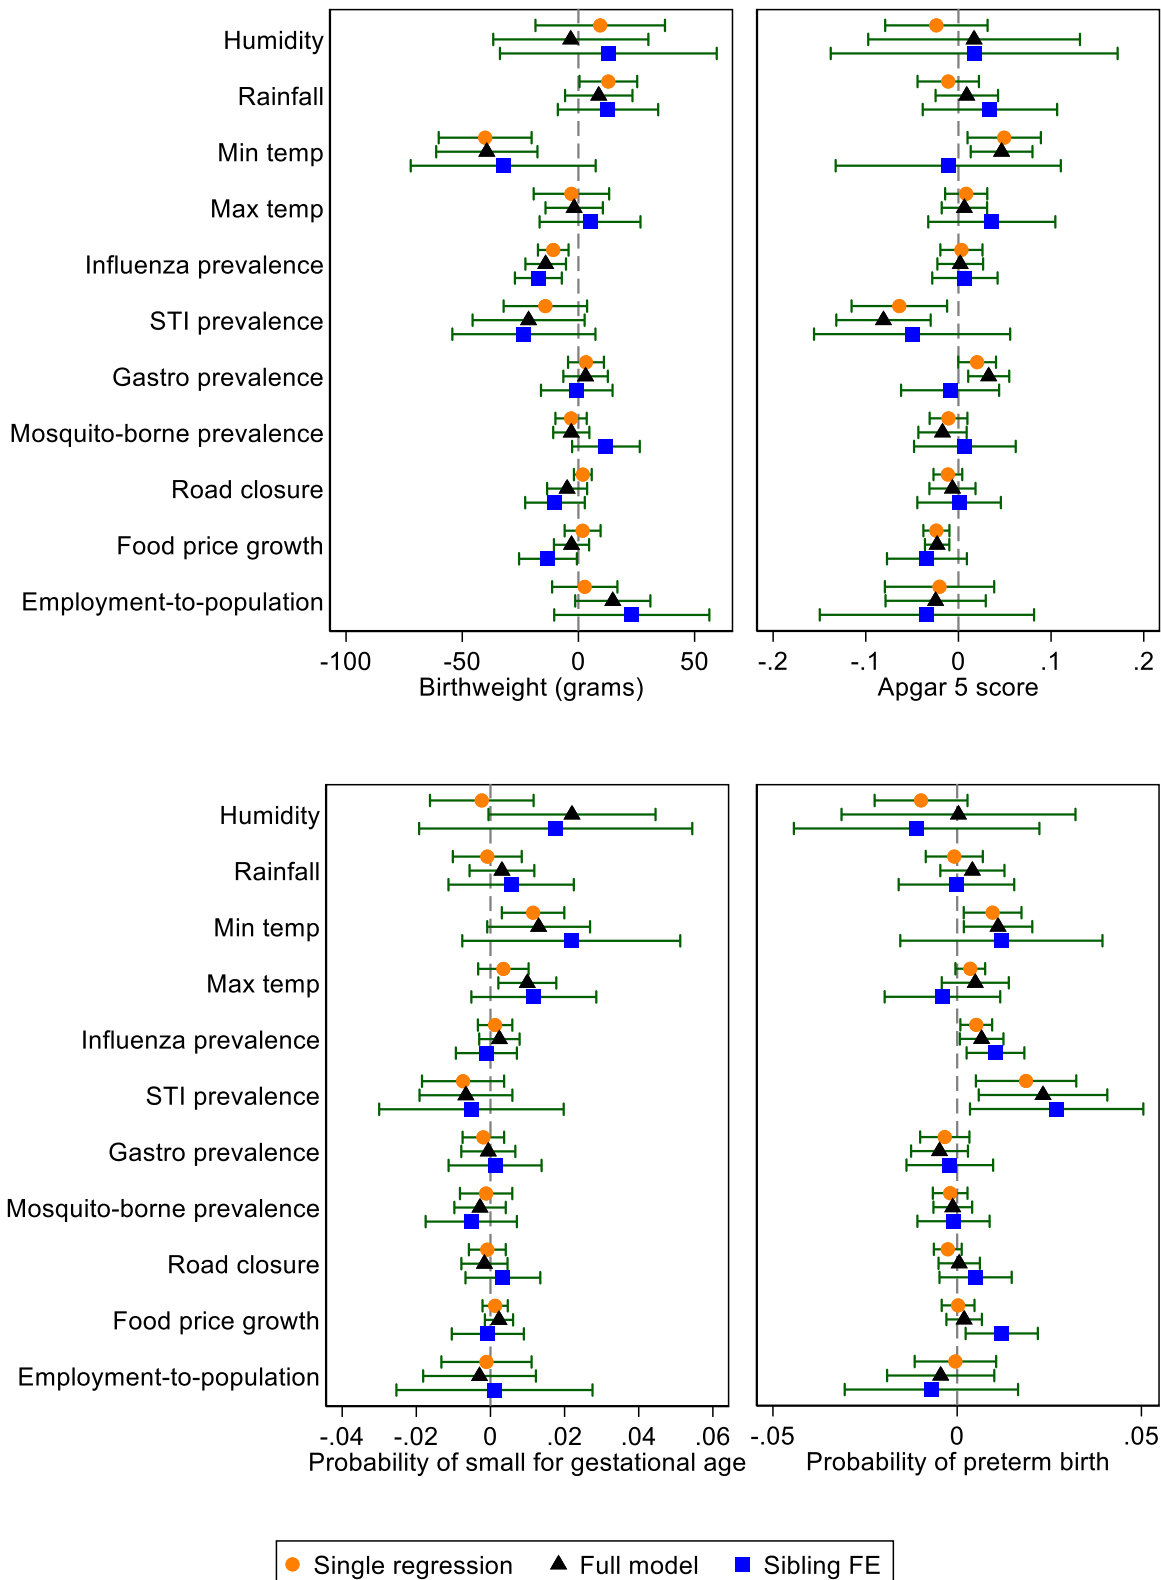 Humidity
Rainfall
Min temp
Max temp
Influenza prevalence
STI prevalence
Gastro prevalence
Mosquito-borne prevalence
Road closure
Food price growth
Employment-to-population
-100 -50 0 50
Birthweight (grams)
-.2 -.1 0 .1 .2
Apgar 5 score
Humidity
Rainfall
Min temp
Max temp
Influenza prevalence
STI prevalence
Gastro prevalence
Mosquito-borne prevalence
Road closure
Food price growth
Employment-to-population
-.04 -.02 0 .02 .04 .06
Probability of small for gestational age
-.05 0 .05
Probability of preterm birth
Single regression Full model Sibling FE